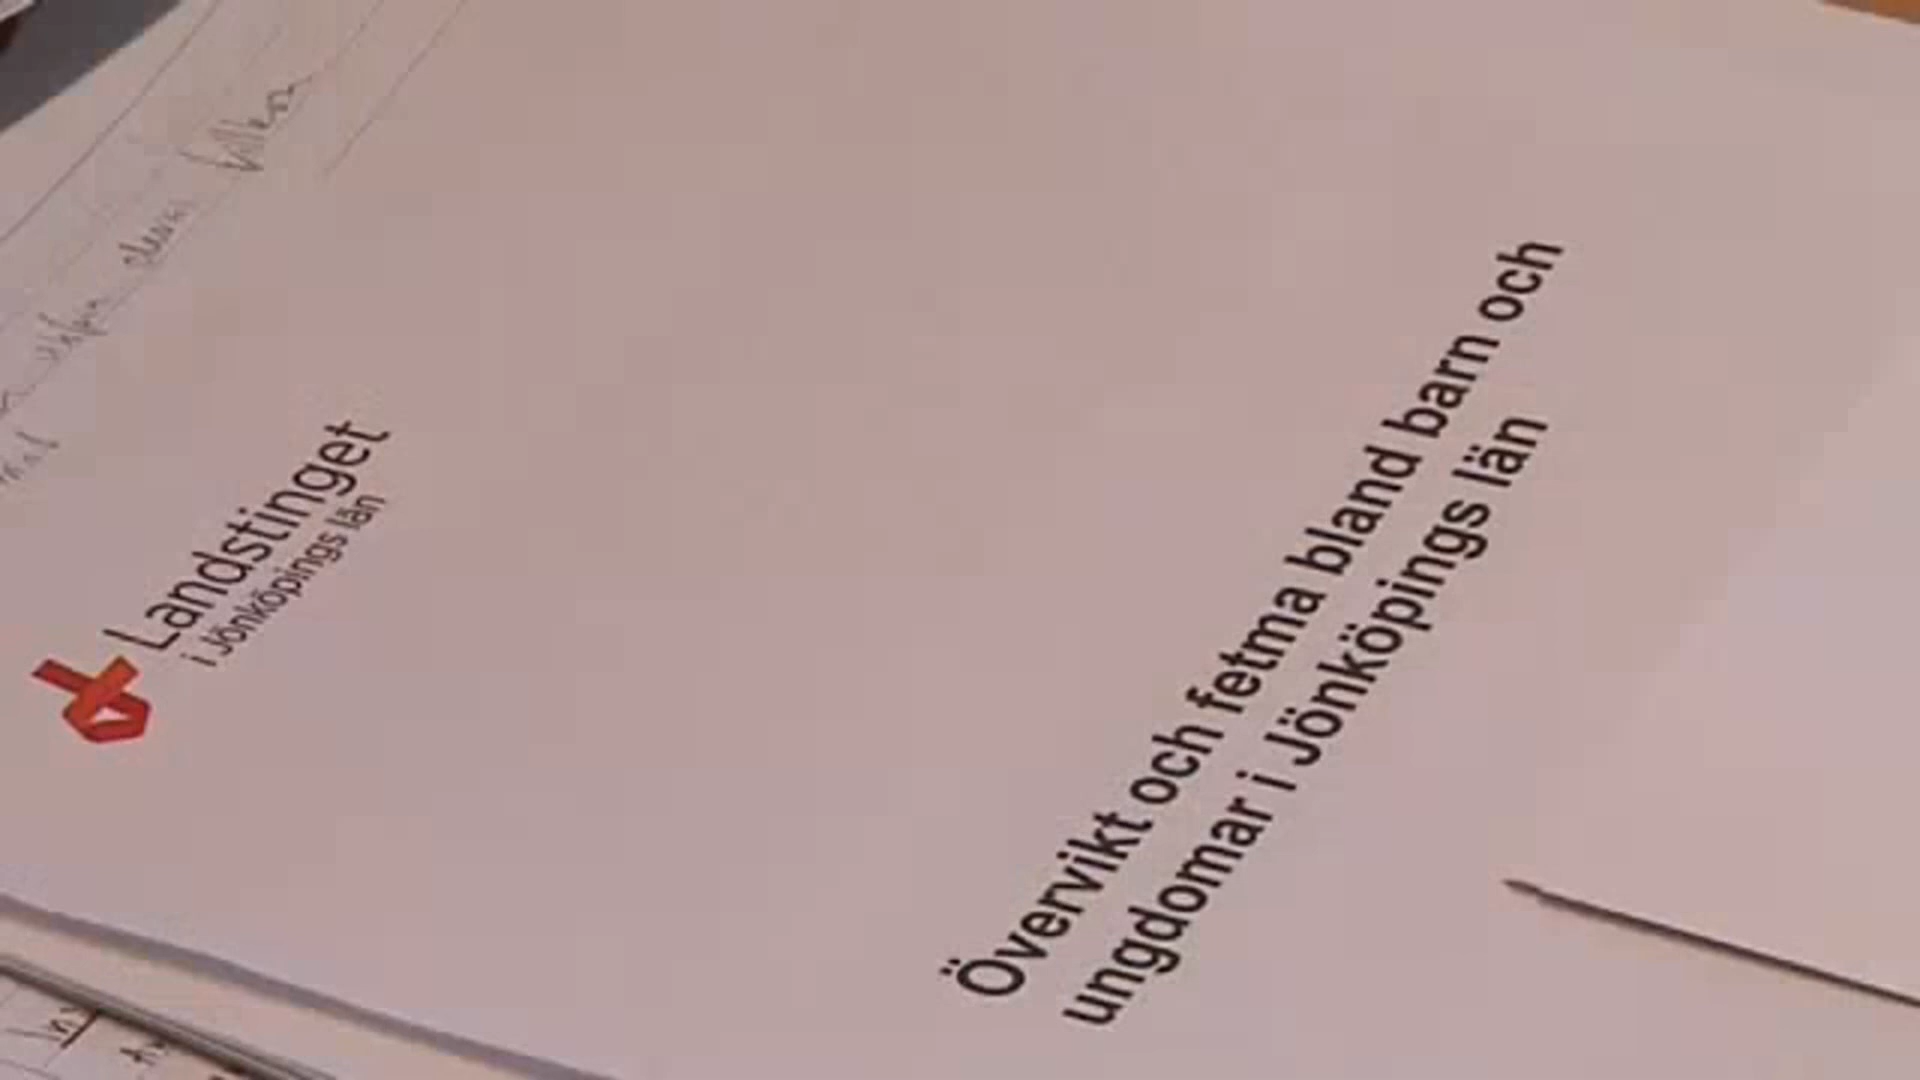 Landstinget
i Jönköpings län
Övervikt och fetma bland barn och
ungdomar i Jönköpings län